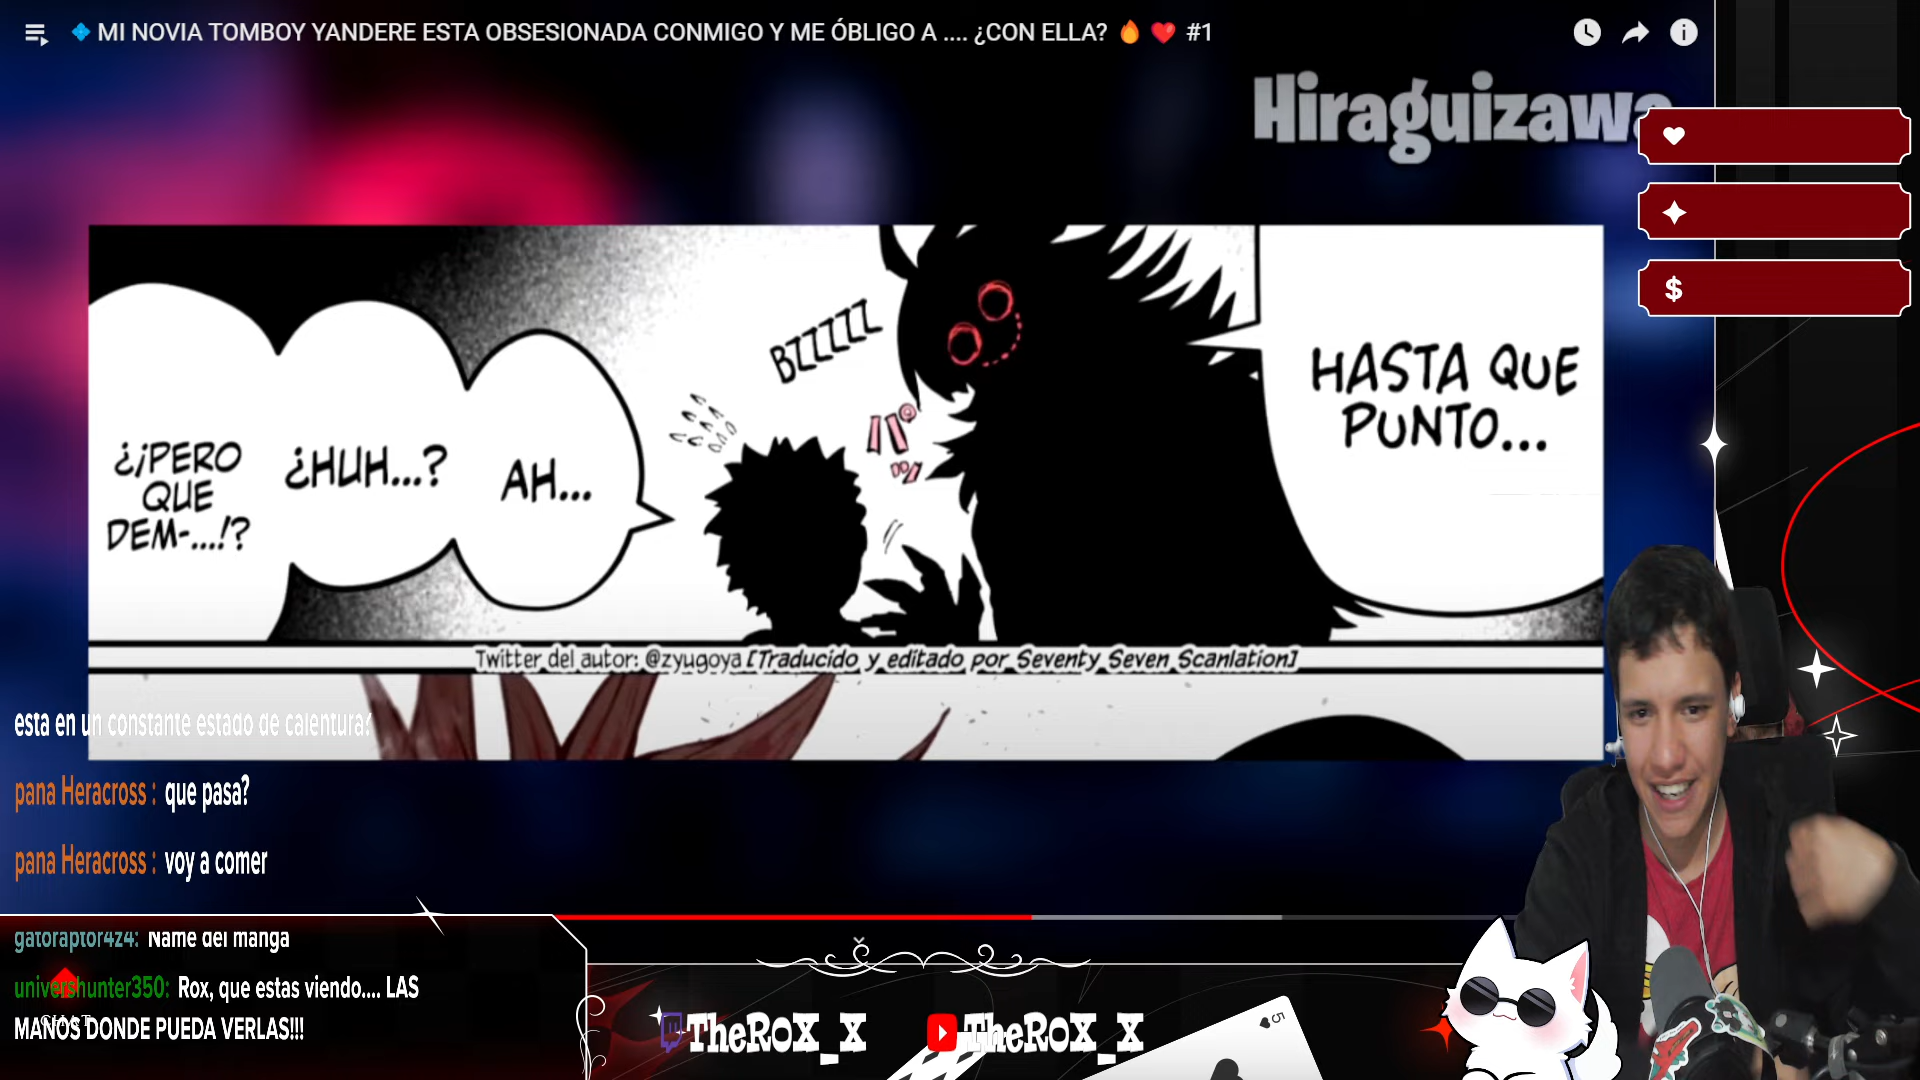 MI NOVIA TOMBOY YANDERE ESTA OBSESIONADA CONMIGO Y ME ÓBLIGO A .... ¿CON ELLA? 🔥 ❤️ #1
Hiraguizawa
¿¡PERO
QUE
DEM-...!?
¿HUH...?
AH...
BZZZZZ
HASTA QUE
PUNTO...
Twitter del autor: @zyugoya [Traducido y editado por Seventy Seven Scanlation]
esta en un constante estado de calentura?
pana Heracross : que pasa?
pana Heracross : voy a comer
gatoraptor424: Name del manga
univershunter350: Rox, que estas viendo.... LAS
MANOS DONDE PUEDA VERLAS!!!
CHAT
TheRoX_X
TheRoX_X
5